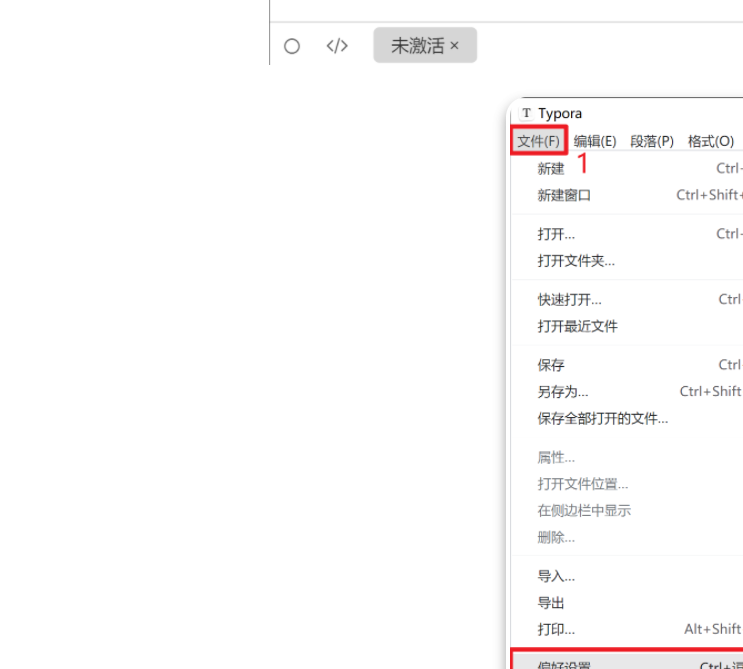 </> 未激活 ×
T Typora
文件(F) 编辑(E) 段落(P) 格式(O)
1
新建 Ctrl+
新建窗口 Ctrl+Shift+
打开... Ctrl+
打开文件夹...
快速打开... Ctrl
打开最近文件
保存 Ctrl
另存为... Ctrl+Shift
保存全部打开的文件...
属性...
打开文件位置...
在侧边栏中显示
删除...
导入...
导出
打印... Alt+Shift
偏好设置 Ctrl+